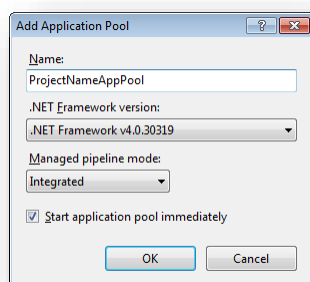 Add Application Pool
Name:
ProjectNameAppPool
.NET Framework version:
.NET Framework v4.0.30319
Managed pipeline mode:
Integrated
Start application pool immediately
OK
Cancel